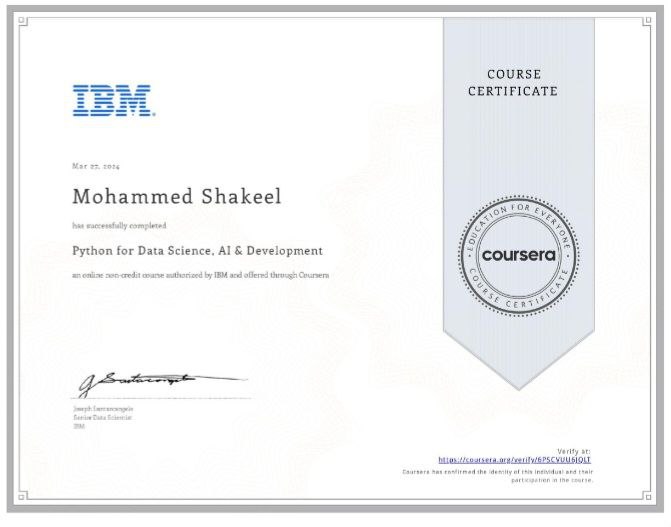 COURSE
CERTIFICATE
IBM.
Mar 27, 2024
Mohammed Shakeel
has successfully completed
Python for Data Science, AI & Development
an online non-credit course authorized by IBM and offered through Coursera
EDUCATION FOR EVERYONE
coursera
COURSE CERTIFICATE
Joseph Santarcangelo
Senior Data Scientist
IBM
Verify at:
https://coursera.org/verify/6PSCVUU6JQLT
Coursera has confirmed the identity of this individual and their
participation in the course.